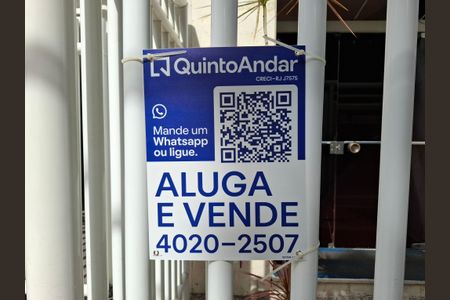 QuintoAndar
CRECI-RJ J7575
Mande um
Whatsapp
ou ligue.
ALUGA
E VENDE
4020-2507